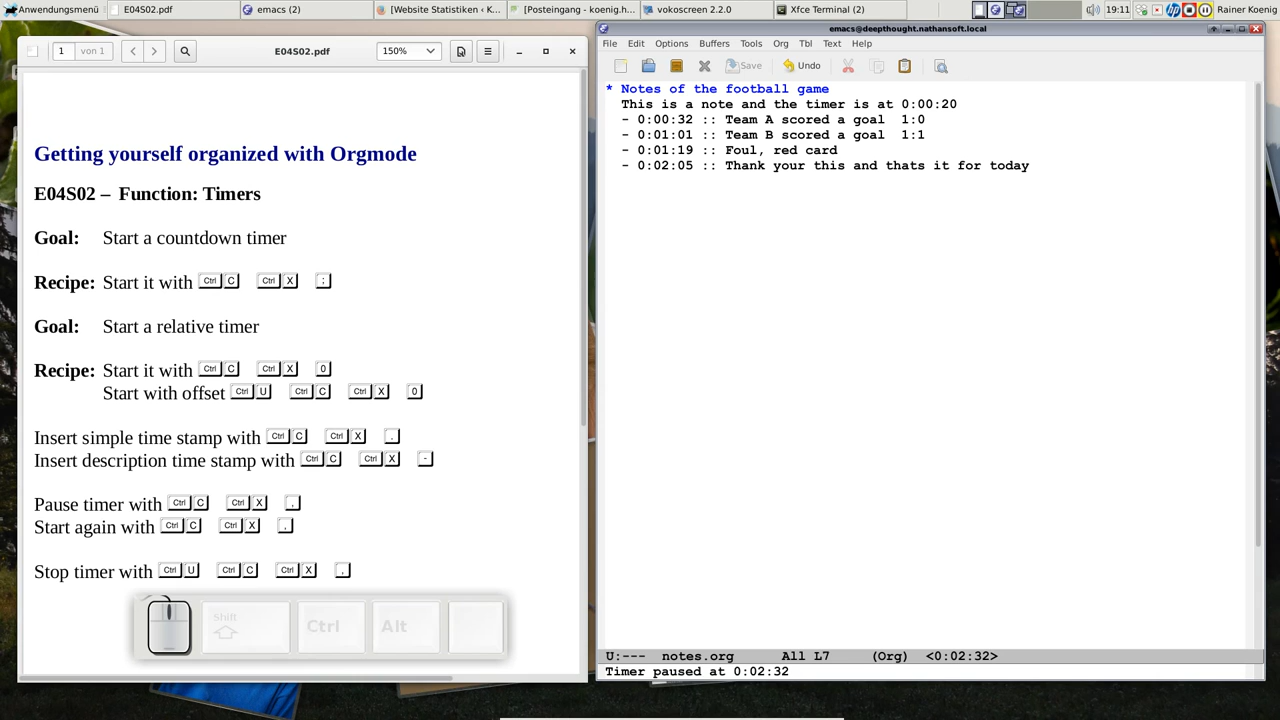 Anwendungsmenü
E04S02.pdf
emacs (2)
[Website Statistiken ‹ K...
[Posteingang - koenig.h...
vokoscreen 2.2.0
Xfce Terminal (2)
19:11
Rainer Koenig
1 von 1
E04S02.pdf
150%
Getting yourself organized with Orgmode
E04S02 – Function: Timers
Goal: Start a countdown timer
Recipe: Start it with Ctrl C Ctrl X ;
Goal: Start a relative timer
Recipe: Start it with Ctrl C Ctrl X 0
Start with offset Ctrl U Ctrl C Ctrl X 0
Insert simple time stamp with Ctrl C Ctrl X .
Insert description time stamp with Ctrl C Ctrl X -
Pause timer with Ctrl C Ctrl X ,
Start again with Ctrl C Ctrl X ,
Stop timer with Ctrl U Ctrl C Ctrl X ,
Shift
Ctrl
Alt
emacs@deepthought.nathansoft.local
File Edit Options Buffers Tools Org Tbl Text Help
Save Undo
* Notes of the football game
This is a note and the timer is at 0:00:20
- 0:00:32 :: Team A scored a goal 1:0
- 0:01:01 :: Team B scored a goal 1:1
- 0:01:19 :: Foul, red card
- 0:02:05 :: Thank your this and thats it for today
U:--- notes.org All L7 (Org) <0:02:32>
Timer paused at 0:02:32